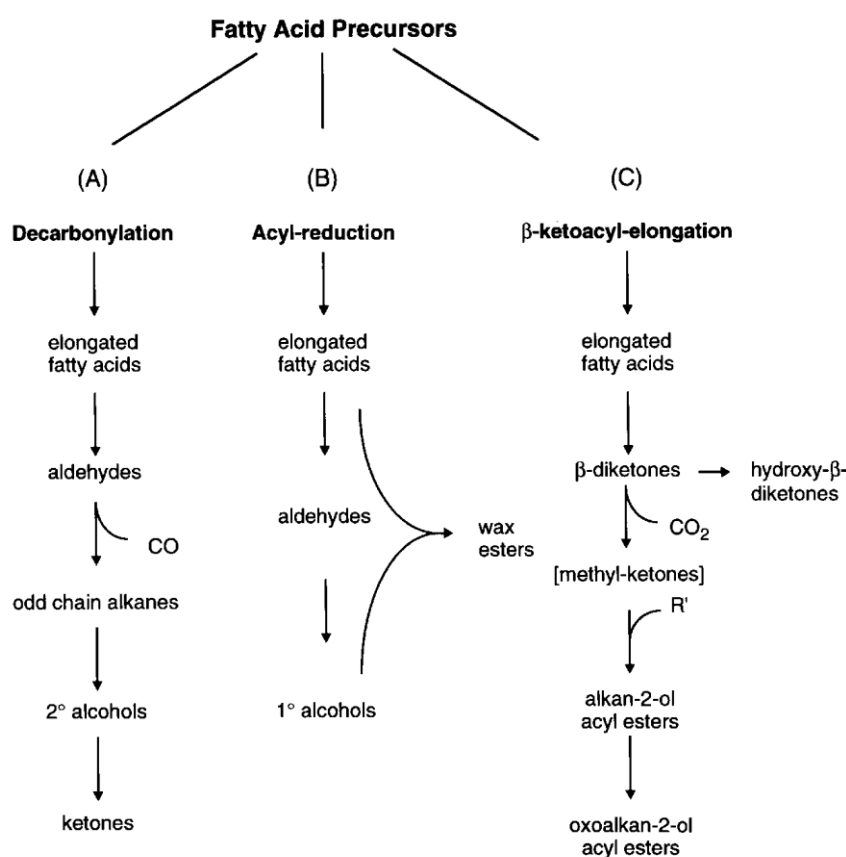 Fatty Acid Precursors
(A)
Decarbonylation
elongated
fatty acids
aldehydes
CO
odd chain alkanes
2° alcohols
ketones
(B)
Acyl-reduction
elongated
fatty acids
aldehydes
1° alcohols
wax
esters
(C)
β-ketoacyl-elongation
elongated
fatty acids
β-diketones
hydroxy-β-
diketones
CO₂
[methyl-ketones]
R'
alkan-2-ol
acyl esters
oxoalkan-2-ol
acyl esters